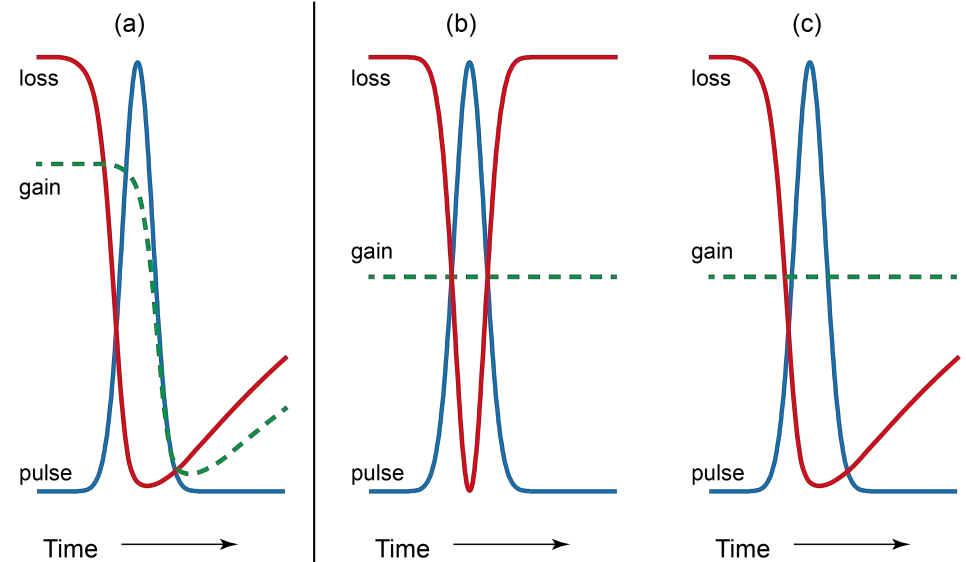 (a)
loss
gain
pulse
Time
(b)
loss
gain
pulse
Time
(c)
loss
gain
pulse
Time